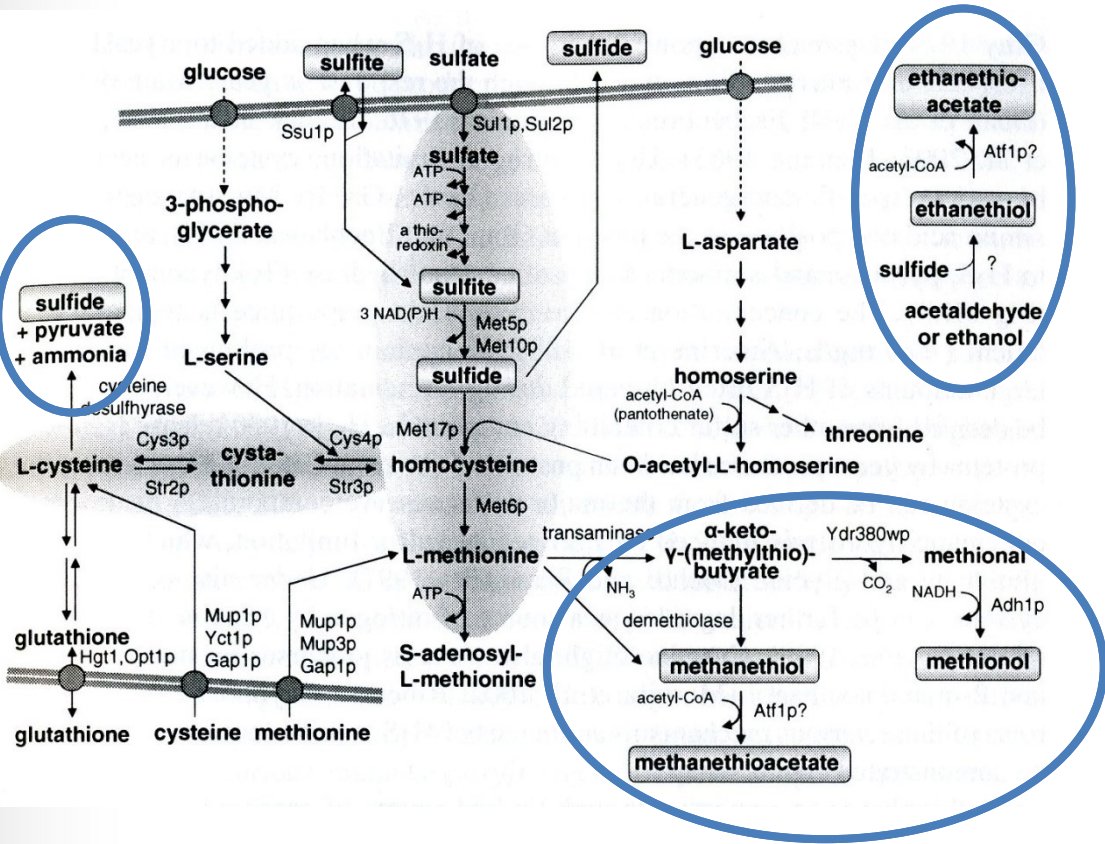 glucose
sulfite
sulfate
sulfide
glucose
Ssu1p
Sul1p,Sul2p
sulfate
ATP
ATP
a thio-
redoxin
3-phospho-
glycerate
L-aspartate
sulfite
3 NAD(P)H
Met5p
Met10p
sulfide
L-serine
sulfide
+ pyruvate
+ ammonia
cysteine
desulfhyrase
homoserine
acetyl-CoA
(pantothenate)
threonine
Met17p
Cys3p
Cys4p
L-cysteine
cysta-
thionine
homocysteine
O-acetyl-L-homoserine
Str2p
Str3p
Met6p
L-methionine
transaminase
α-keto-
γ-(methylthio)-
butyrate
Ydr380wp
methional
NH3
CO2
NADH
Adh1p
methionol
demethiolase
methanethiol
acetyl-CoA
Atf1p?
methanethioacetate
ATP
S-adenosyl-
L-methionine
glutathione
Hgt1,Opt1p
Mup1p
Yct1p
Gap1p
Mup1p
Mup3p
Gap1p
glutathione
cysteine
methionine
ethanethio-
acetate
acetyl-CoA
Atf1p?
ethanethiol
sulfide
?
acetaldehyde
or ethanol